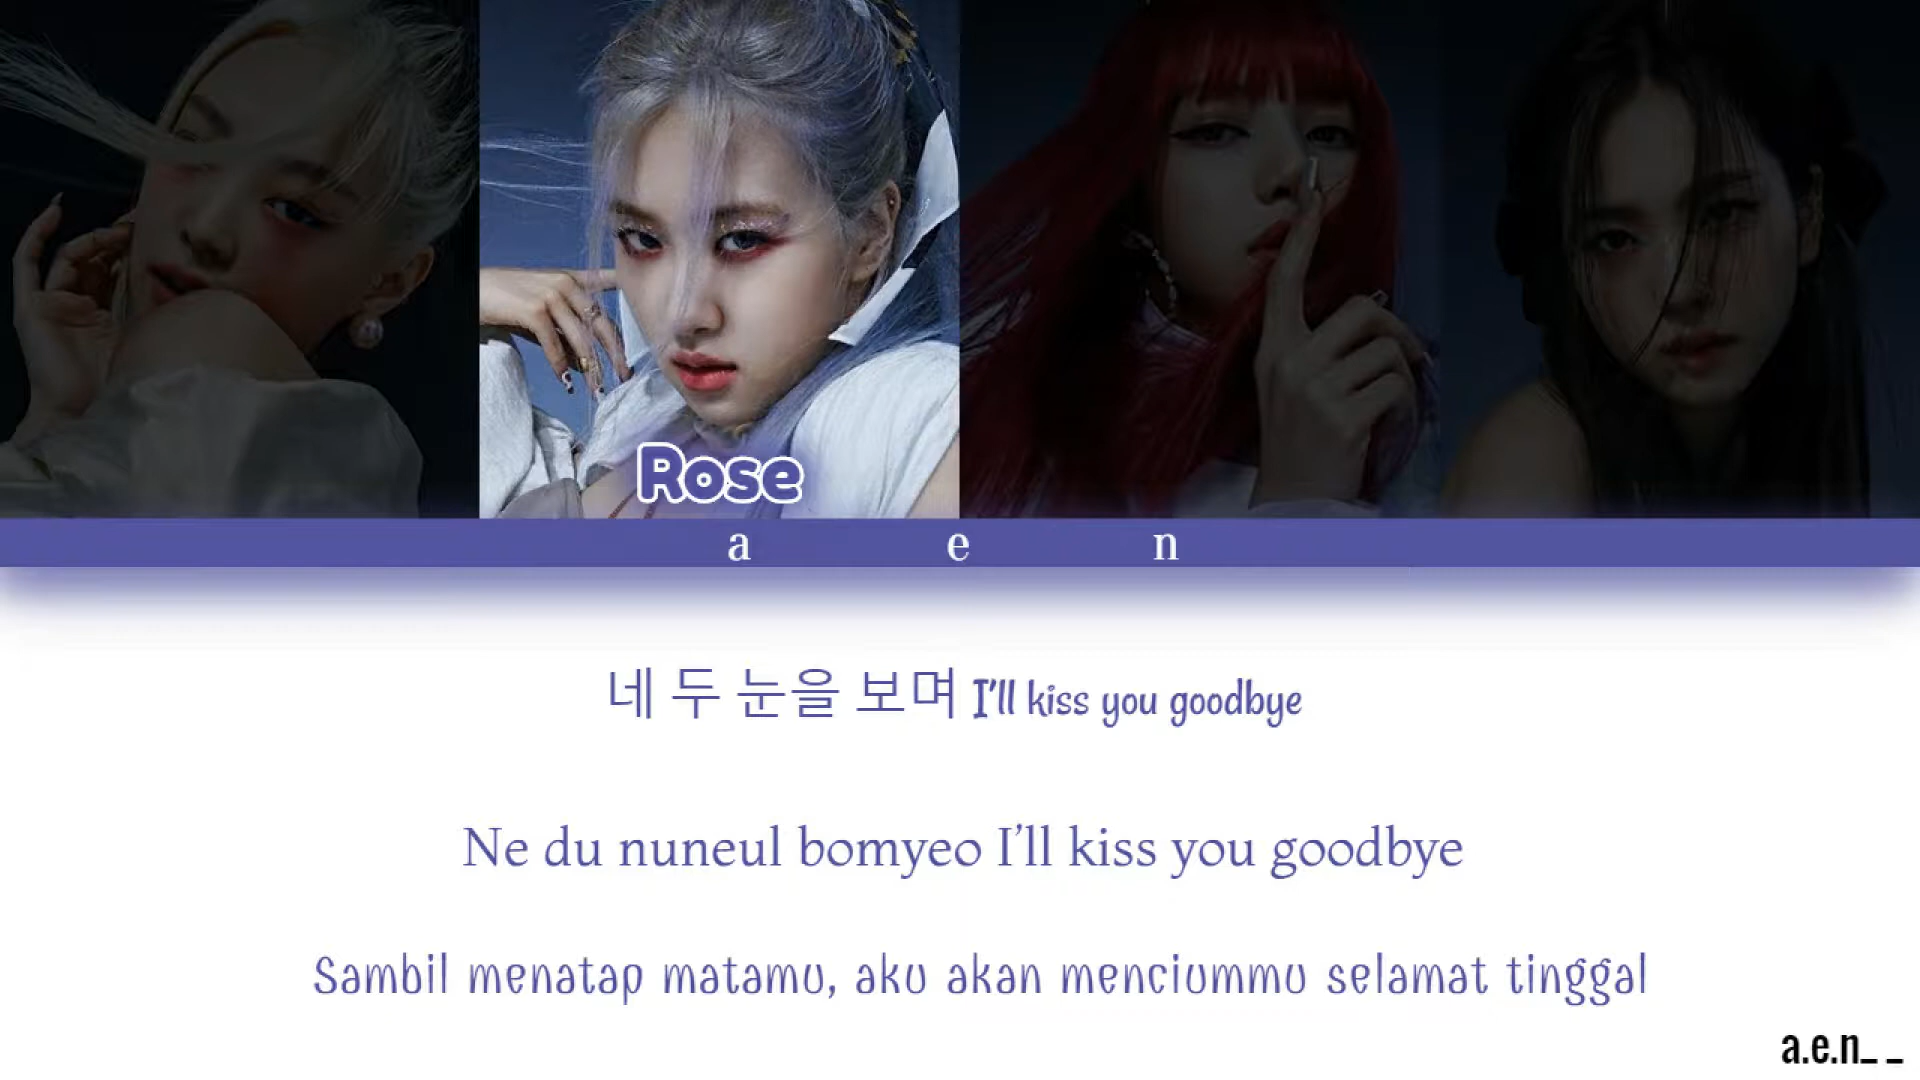 Rose
a e n
네 두 눈을 보며 I'll kiss you goodbye
Ne du nuneul bomyeo I'll kiss you goodbye
Sambil menatap matamu, aku akan menciummu selamat tinggal
a.e.n_ _